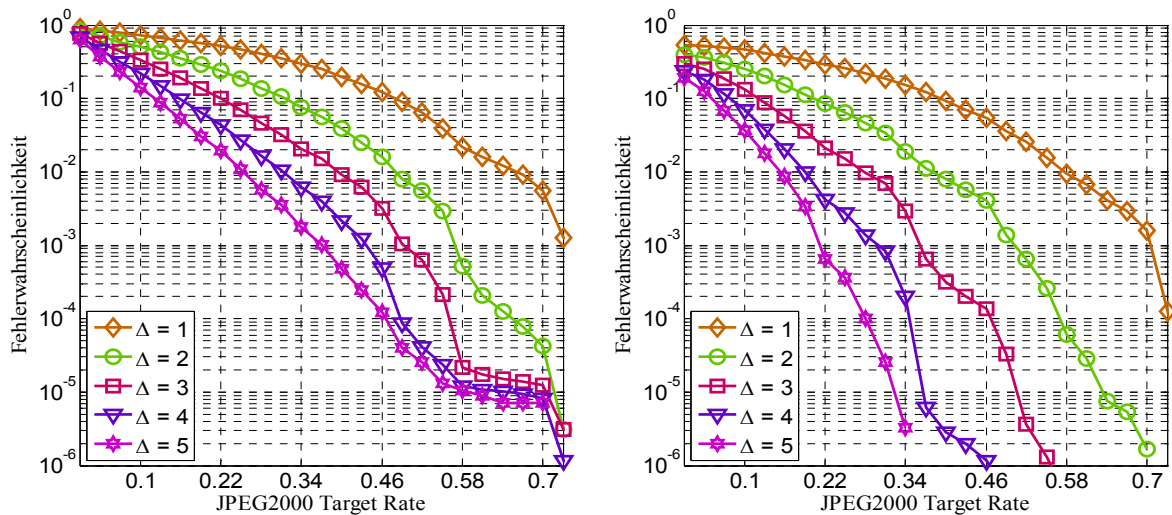 Fehlerwahrscheinlichkeit
10^0
10^-1
10^-2
10^-3
10^-4
10^-5
10^-6
Δ = 1
Δ = 2
Δ = 3
Δ = 4
Δ = 5
0.1 0.22 0.34 0.46 0.58 0.7
JPEG2000 Target Rate
Fehlerwahrscheinlichkeit
10^0
10^-1
10^-2
10^-3
10^-4
10^-5
10^-6
Δ = 1
Δ = 2
Δ = 3
Δ = 4
Δ = 5
0.1 0.22 0.34 0.46 0.58 0.7
JPEG2000 Target Rate